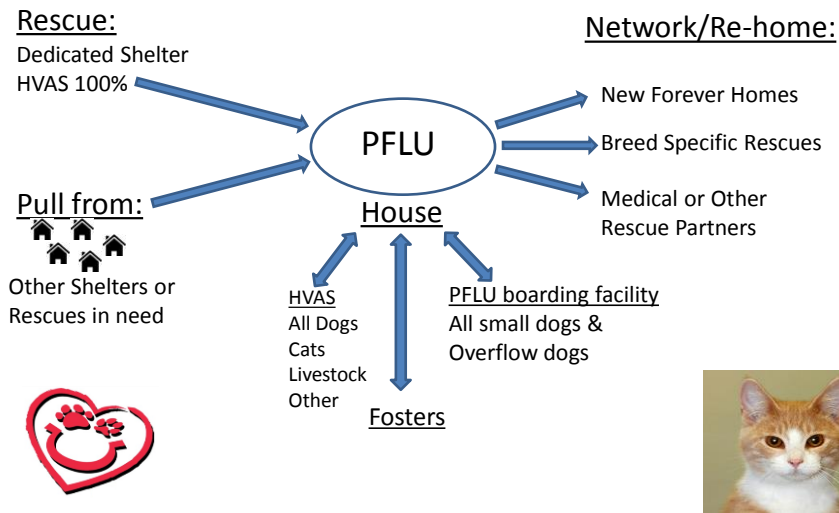 Rescue:
Dedicated Shelter
HVAS 100%
Pull from:
Other Shelters or
Rescues in need
PFLU
House
HVAS
All Dogs
Cats
Livestock
Other
Fosters
PFLU boarding facility
All small dogs &
Overflow dogs
Network/Re-home:
New Forever Homes
Breed Specific Rescues
Medical or Other
Rescue Partners